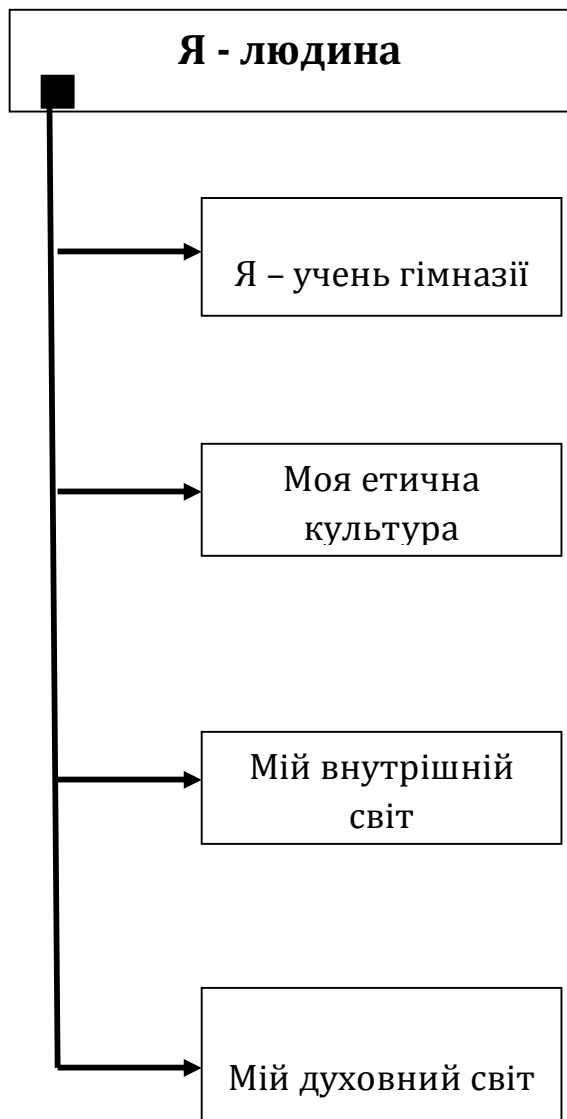 Я - людина
Я – учень гімназії
Моя етична
культура
Мій внутрішній
світ
Мій духовний світ